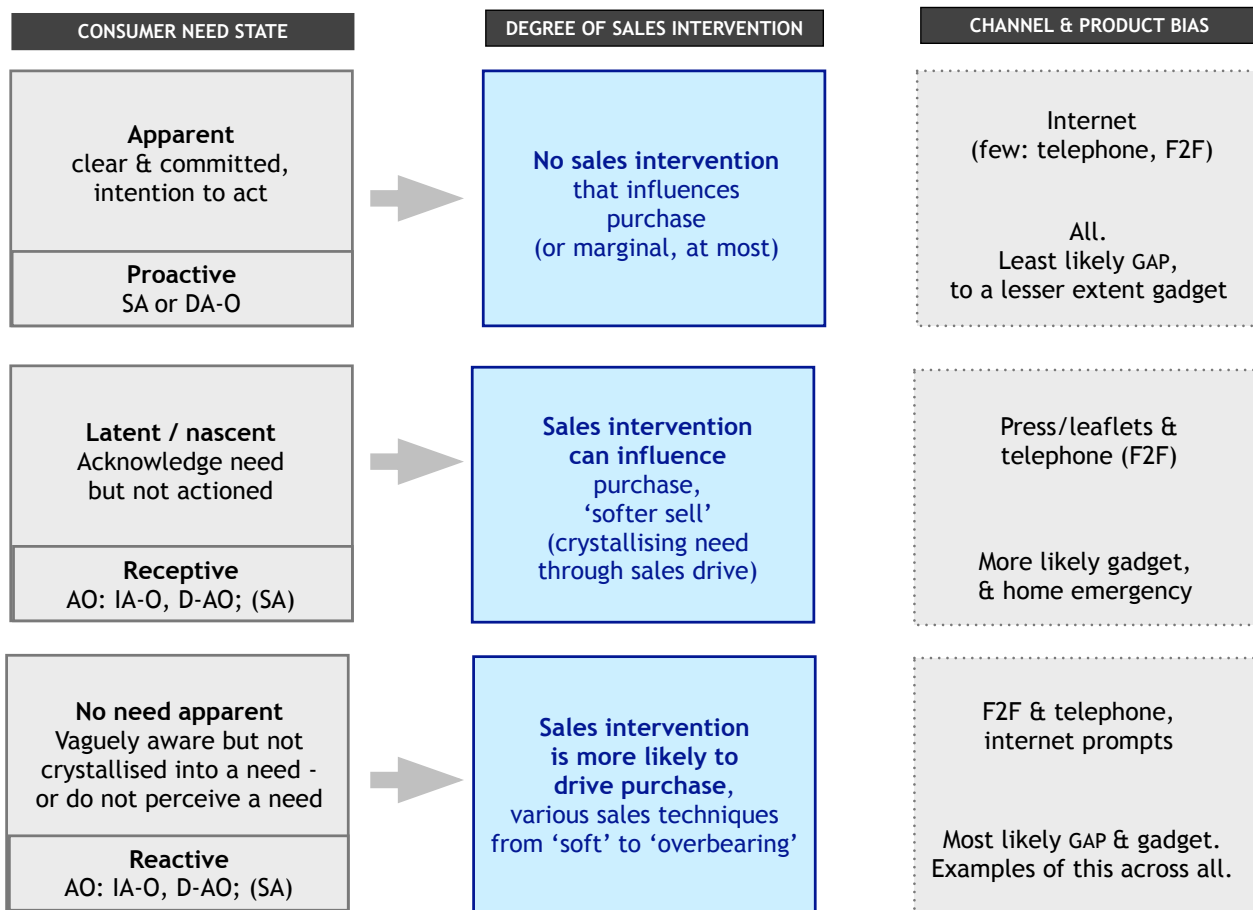 CONSUMER NEED STATE
DEGREE OF SALES INTERVENTION
CHANNEL & PRODUCT BIAS
Apparent
clear & committed,
intention to act
Proactive
SA or DA-O
No sales intervention
that influences
purchase
(or marginal, at most)
Internet
(few: telephone, F2F)
All.
Least likely GAP,
to a lesser extent gadget
Latent / nascent
Acknowledge need
but not actioned
Receptive
AO: IA-O, D-AO; (SA)
Sales intervention
can influence
purchase,
‘softer sell’
(crystallising need
through sales drive)
Press/leaflets &
telephone (F2F)
More likely gadget,
& home emergency
No need apparent
Vaguely aware but not
crystallised into a need -
or do not perceive a need
Reactive
AO: IA-O, D-AO; (SA)
Sales intervention
is more likely to
drive purchase,
various sales techniques
from ‘soft’ to ‘overbearing’
F2F & telephone,
internet prompts
Most likely GAP & gadget.
Examples of this across all.